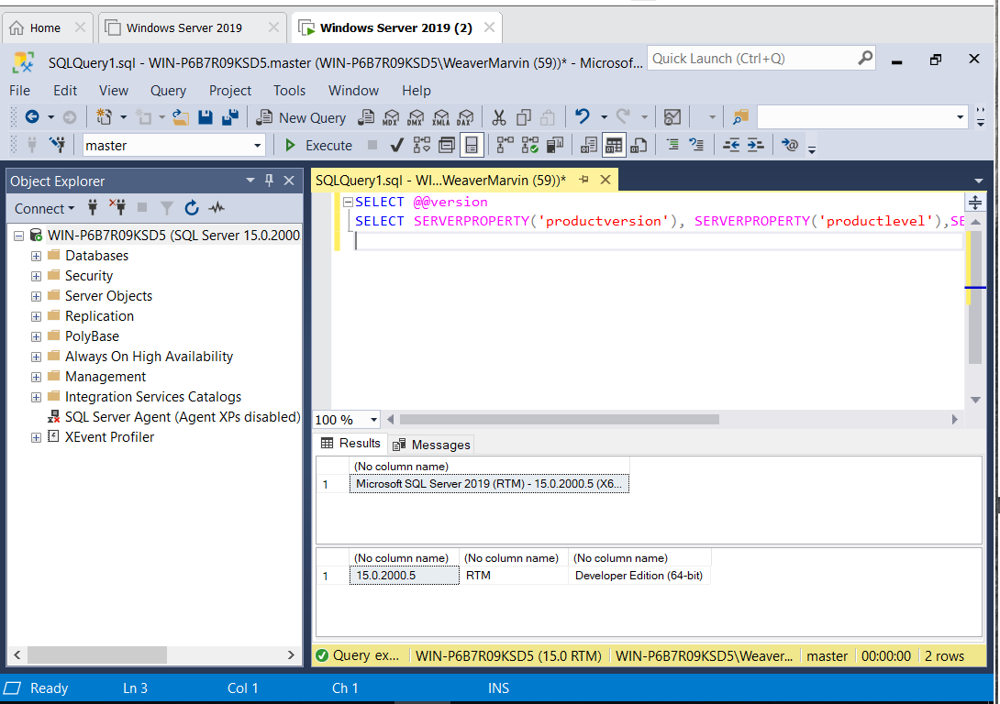 Home
Windows Server 2019
Windows Server 2019 (2)
SQLQuery1.sql - WIN-P6B7R09KSD5.master (WIN-P6B7R09KSD5\WeaverMarvin (59))* - Microsof...
Quick Launch (Ctrl+Q)
File Edit View Query Project Tools Window Help
New Query MDX DMX XMLA DAX
master Execute
Object Explorer
Connect
WIN-P6B7R09KSD5 (SQL Server 15.0.2000
Databases
Security
Server Objects
Replication
PolyBase
Always On High Availability
Management
Integration Services Catalogs
SQL Server Agent (Agent XPs disabled)
XEvent Profiler
SQLQuery1.sql - WI...WeaverMarvin (59))*
SELECT @@version
SELECT SERVERPROPERTY('productversion'), SERVERPROPERTY('productlevel'),SE
100 %
Results Messages
(No column name)
1 Microsoft SQL Server 2019 (RTM) - 15.0.2000.5 (X6...
(No column name) (No column name) (No column name)
1 15.0.2000.5 RTM Developer Edition (64-bit)
Query ex... WIN-P6B7R09KSD5 (15.0 RTM) WIN-P6B7R09KSD5\Weaver... master 00:00:00 2 rows
Ready Ln 3 Col 1 Ch 1 INS